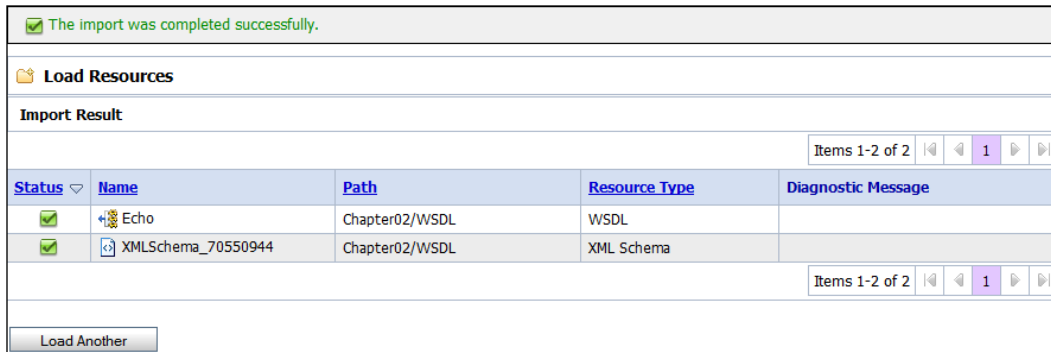 The import was completed successfully.
Load Resources
Import Result
Items 1-2 of 2 1
Status Name Path Resource Type Diagnostic Message
Echo Chapter02/WSDL WSDL
XMLSchema_70550944 Chapter02/WSDL XML Schema
Items 1-2 of 2 1
Load Another